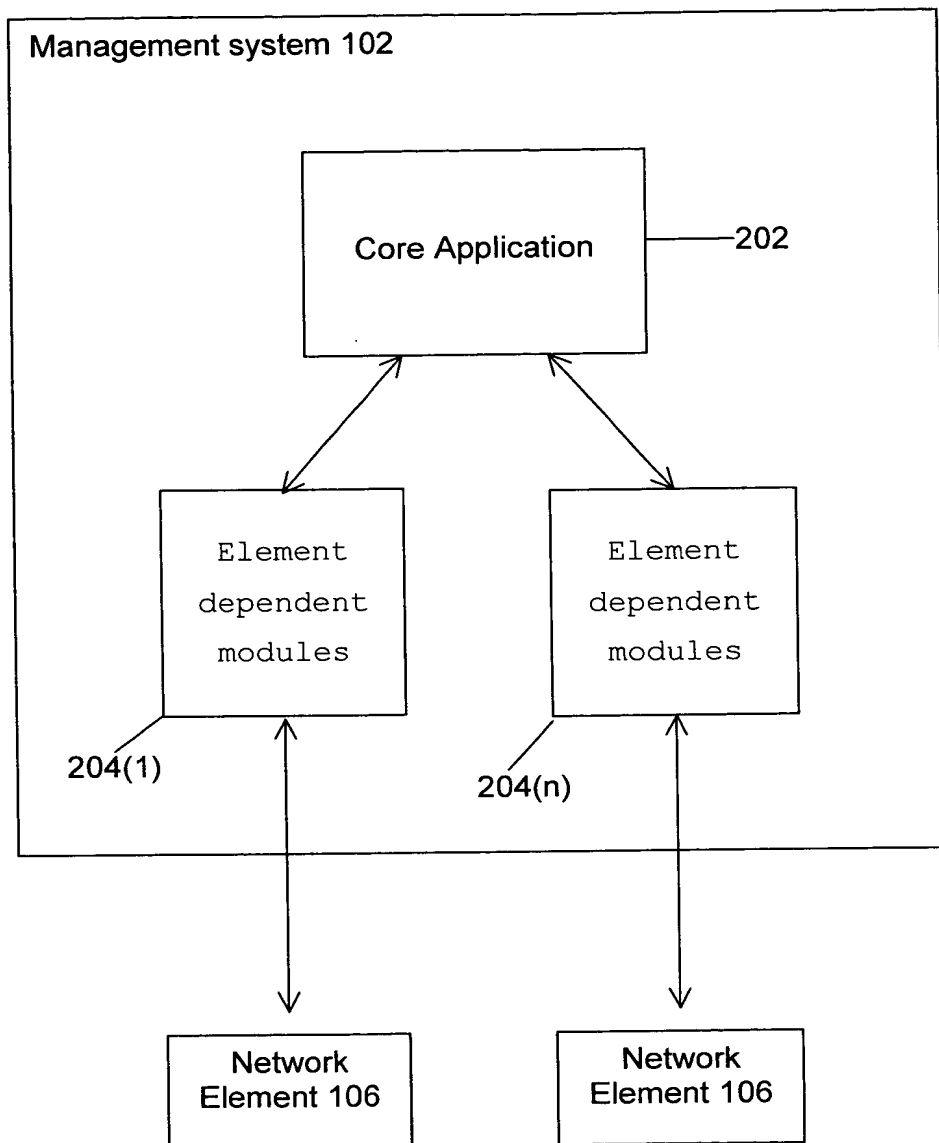 Management system 102
Core Application
202
Element
dependent
modules
Element
dependent
modules
204(1)
204(n)
Network
Element 106
Network
Element 106